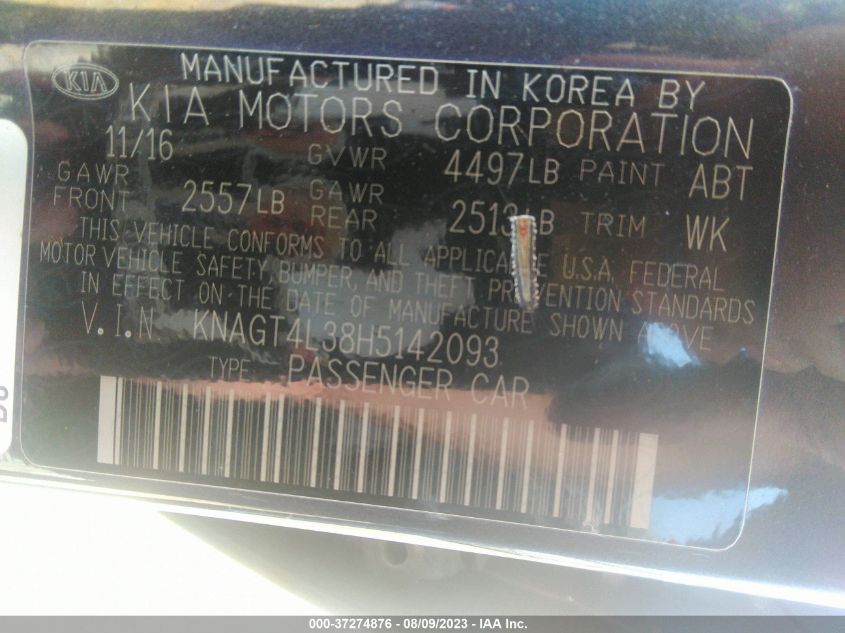 KIA
MANUFACTURED IN KOREA BY
KIA MOTORS CORPORATION
11/16 GVWR 4497LB PAINT ABT
GAWR FRONT 2557LB GAWR REAR 2513LB TRIM WK
THIS VEHICLE CONFORMS TO ALL APPLICABLE U.S.A. FEDERAL
MOTOR VEHICLE SAFETY, BUMPER, AND THEFT PREVENTION STANDARDS
IN EFFECT ON THE DATE OF MANUFACTURE SHOWN ABOVE
V.I.N KNAGT4L38H5142093
TYPE PASSENGER CAR
000-37274876 - 08/09/2023 - IAA Inc.